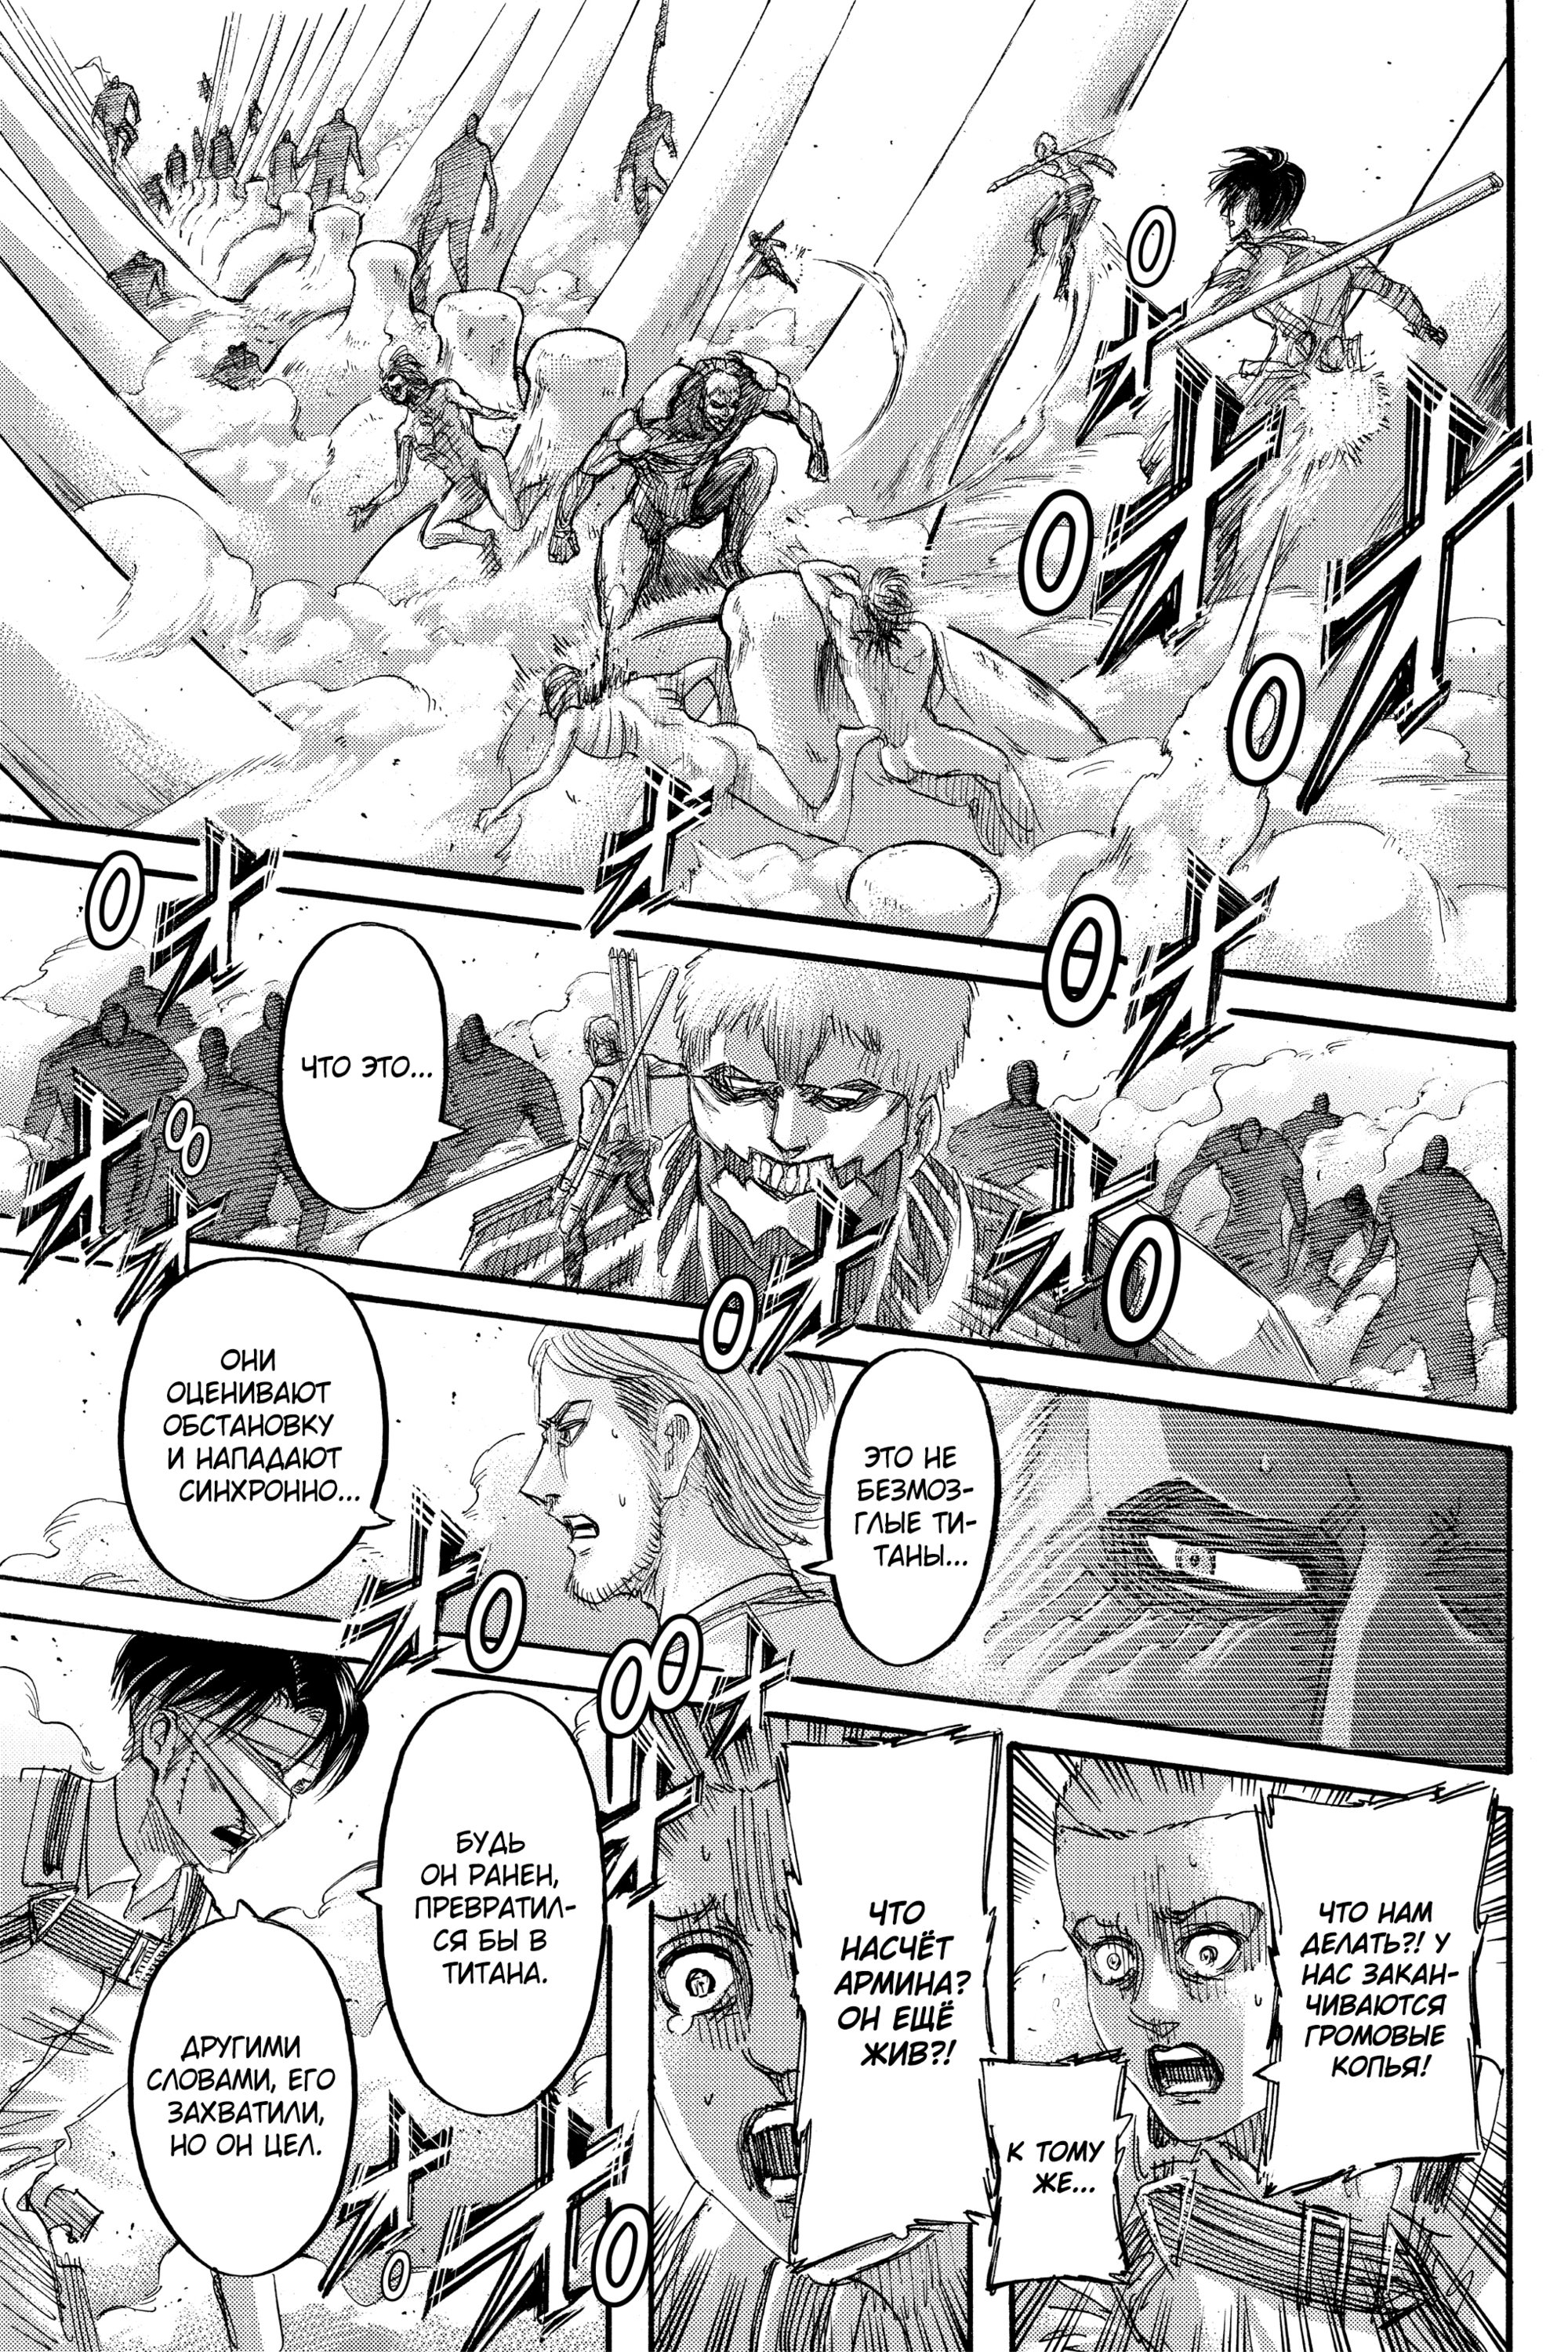 О
О
О
О
О
О
ЧТО ЭТО...
О
О
О
О
О
ЭТО НЕ
БЕЗМОЗ-
ГЛЫЕ ТИ-
ТАНЫ...
ОНИ
ОЦЕНИВАЮТ
ОБСТАНОВКУ
И НАПАДАЮТ
СИНХРОННО...
О
О
О
ЧТО НАМ
ДЕЛАТЬ?! У
НАС ЗАКАН-
ЧИВАЮТСЯ
ГРОМОВЫЕ
КОПЬЯ!
К ТОМУ
ЖЕ...
ЧТО
НАСЧЁТ
АРМИНА?
ОН ЕЩЁ
ЖИВ?!
БУДЬ
ОН РАНЕН,
ПРЕВРАТИЛ-
СЯ БЫ В
ТИТАНА.
ДРУГИМИ
СЛОВАМИ, ЕГО
ЗАХВАТИЛИ,
НО ОН ЦЕЛ.
О
О